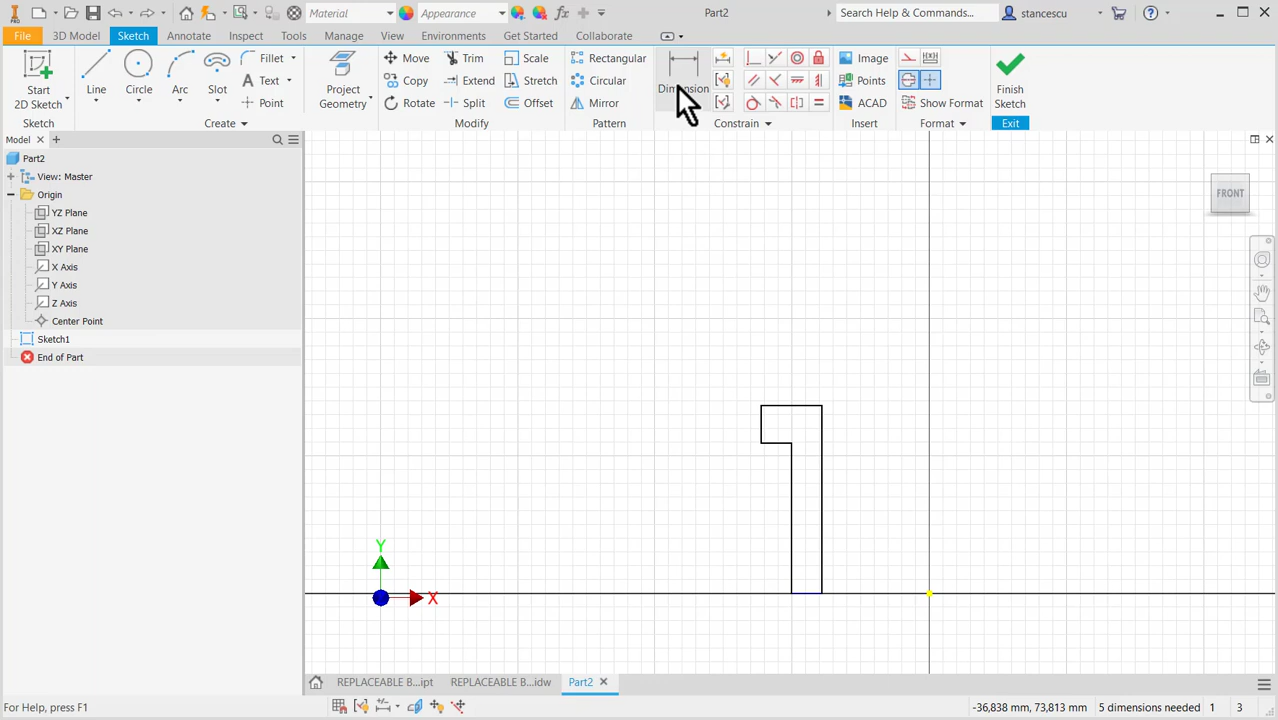 Material
Appearance
Part2
Search Help & Commands...
stancescu
PRO
File
3D Model
Sketch
Annotate
Inspect
Tools
Manage
View
Environments
Get Started
Collaborate
Start
2D Sketch
Line
Circle
Arc
Plot
Fillet
Text
Point
Project
Geometry
Move
Copy
Rotate
Trim
Extend
Split
Scale
Stretch
Offset
Rectangular
Circular
Mirror
Dimension
Image
Points
ACAD
Show Format
Finish
Sketch
Sketch
Create
Modify
Pattern
Constrain
Insert
Format
Exit
Model
Part2
View: Master
Origin
YZ Plane
XZ Plane
XY Plane
X Axis
Y Axis
Z Axis
Center Point
Sketch1
End of Part
FRONT
Y
X
REPLACEABLE B...ipt
REPLACEABLE B...idw
Part2
For Help, press F1
-36,838 mm, 73,813 mm
5 dimensions needed
1
3